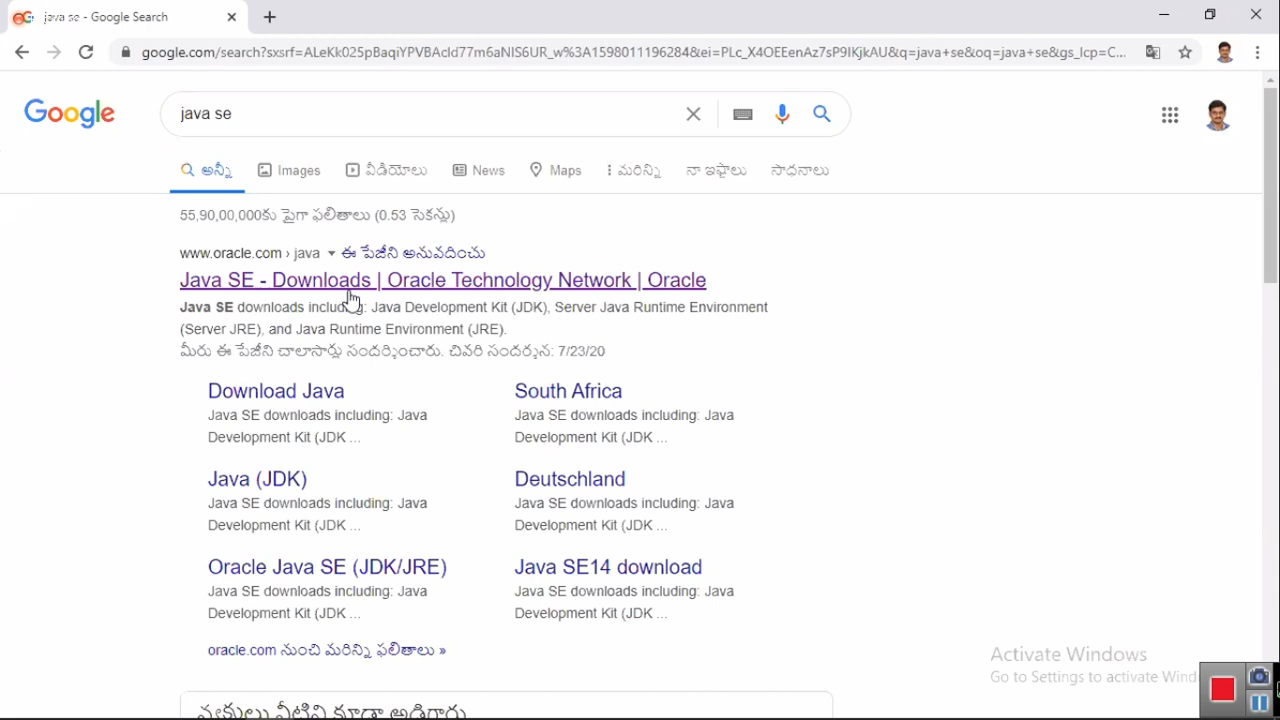 java se - Google Search
google.com/search?sxsrf=ALeKk025pBaqiYPVBAcId77m6aNIS6UR_w%3A1598011196284&ei=PLc_X4OEEenAz7sP9IKjkAU&q=java+se&oq=java+se&gs_lcp=C...
Google
java se
అన్నీ Images వీడియోలు News Maps మరిన్ని నా ఇష్టాలు సాధనాలు
55,90,00,000కు పైగా ఫలితాలు (0.53 సెకన్లు)
www.oracle.com › java ఈ పేజీని అనువదించు
Java SE - Downloads | Oracle Technology Network | Oracle
Java SE downloads including: Java Development Kit (JDK), Server Java Runtime Environment
(Server JRE), and Java Runtime Environment (JRE).
మీరు ఈ పేజీని చాలాసార్లు సందర్శించారు. చివరి సందర్శన: 7/23/20
Download Java
Java SE downloads including: Java
Development Kit (JDK ...
South Africa
Java SE downloads including: Java
Development Kit (JDK ...
Java (JDK)
Java SE downloads including: Java
Development Kit (JDK ...
Deutschland
Java SE downloads including: Java
Development Kit (JDK ...
Oracle Java SE (JDK/JRE)
Java SE downloads including: Java
Development Kit (JDK ...
Java SE14 download
Java SE downloads including: Java
Development Kit (JDK ...
oracle.com నుంచి మరిన్ని ఫలితాలు »
వ్యక్తులు వీటిని కూడా అడిగారు
Activate Windows
Go to Settings to activate Wind